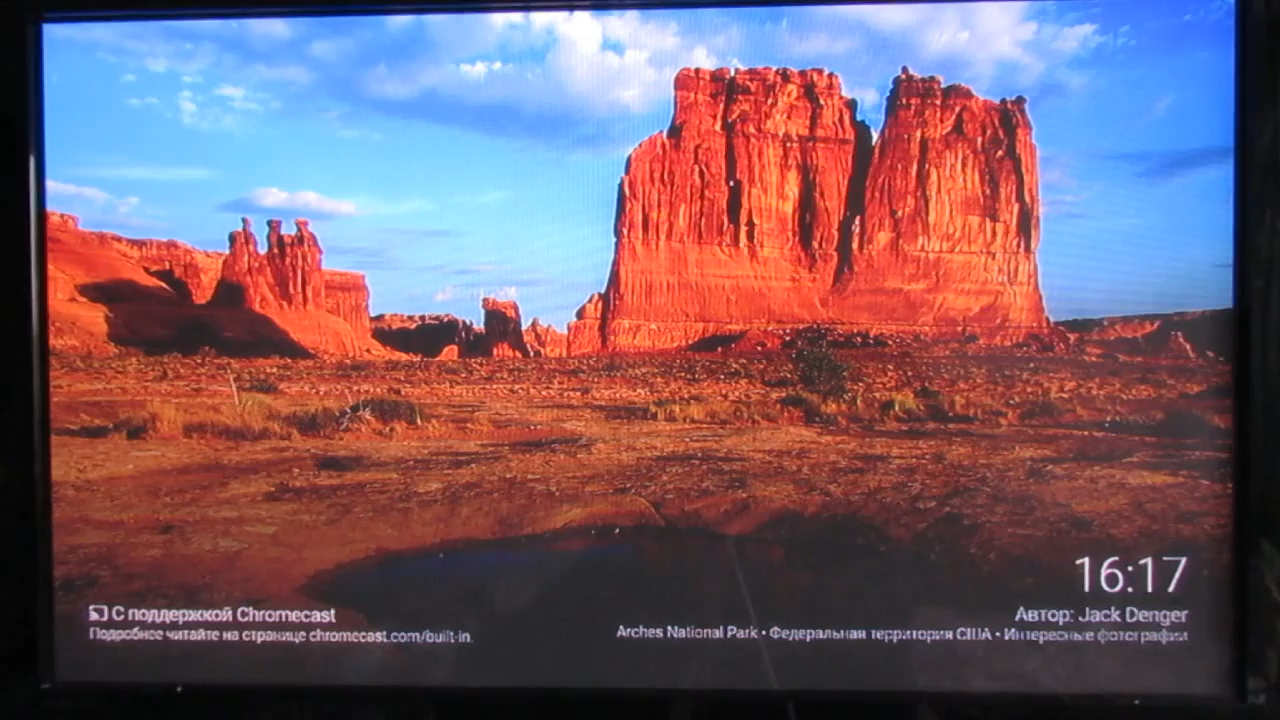 16:17
С поддержкой Chromecast
Автор: Jack Denger
Подробнее читайте на странице chromecast.com/built-in.
Arches National Park • Федеральная территория США • Интересные фотографии